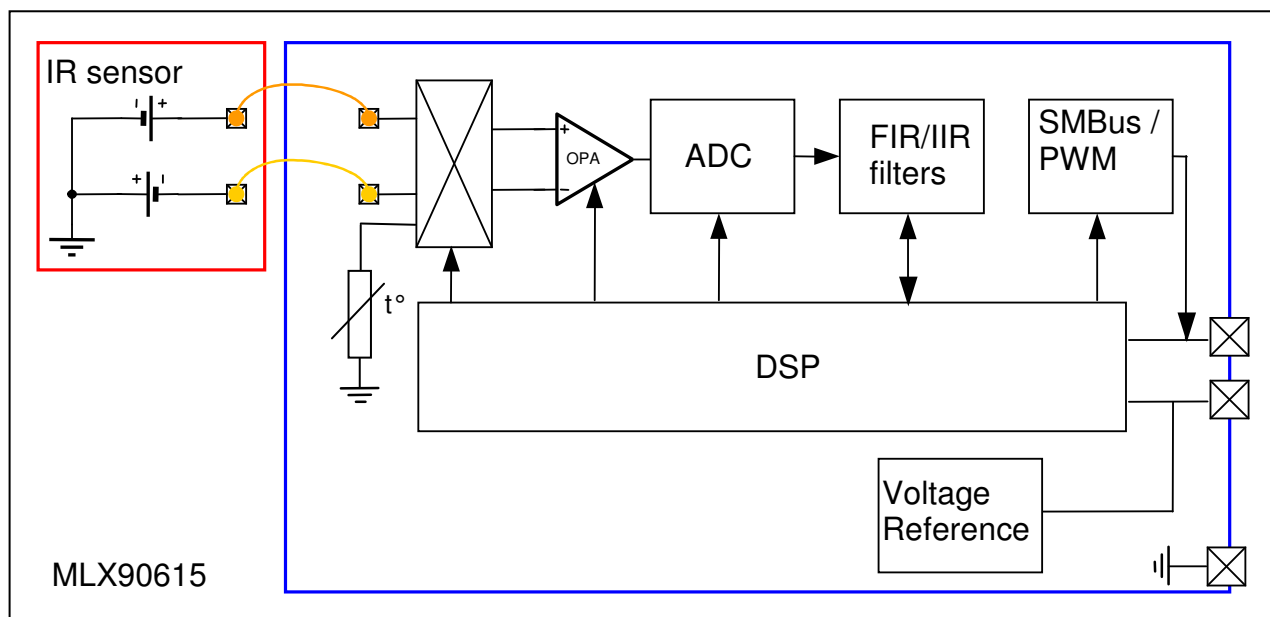 IR sensor
- +
+ -
+
OPA
-
ADC
FIR/IIR
filters
SMBus /
PWM
t°
DSP
Voltage
Reference
MLX90615